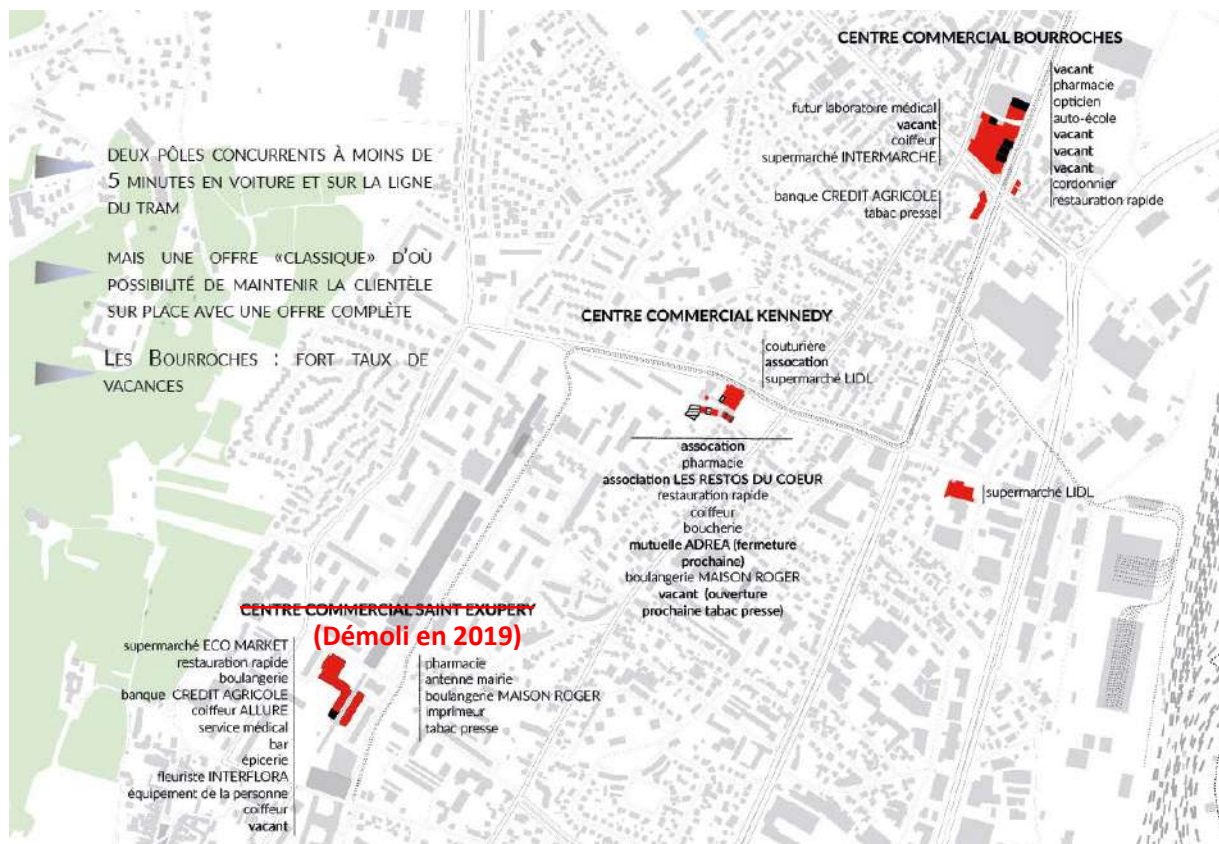 CENTRE COMMERCIAL BOURROCHES
futur laboratoire médical
vacant
coiffeur
supermarché INTERMARCHE
banque CREDIT AGRICOLE
tabac presse
vacant
pharmacie
opticien
auto-école
vacant
vacant
vacant
cordonnier
restauration rapide
DEUX PÔLES CONCURRENTS À MOINS DE
5 MINUTES EN VOITURE ET SUR LA LIGNE
DU TRAM
MAIS UNE OFFRE «CLASSIQUE» D'OÙ
POSSIBILITÉ DE MAINTENIR LA CLIENTÈLE
SUR PLACE AVEC UNE OFFRE COMPLÈTE
LES BOURROCHES : FORT TAUX DE
VACANCES
CENTRE COMMERCIAL KENNEDY
couturière
assocation
supermarché LIDL
assocation
pharmacie
association LES RESTOS DU COEUR
restauration rapide
coiffeur
boucherie
mutuelle ADREA (fermeture
prochaine)
boulangerie MAISON ROGER
vacant (ouverture
prochaine tabac presse)
supermarché LIDL
CENTRE COMMERCIAL SAINT EXUPERY
(Démoli en 2019)
supermarché ECO MARKET
restauration rapide
boulangerie
banque CREDIT AGRICOLE
coiffeur ALLURE
service médical
bar
épicerie
fleuriste INTERFLORA
équipement de la personne
coiffeur
vacant
pharmacie
antenne mairie
boulangerie MAISON ROGER
imprimeur
tabac presse